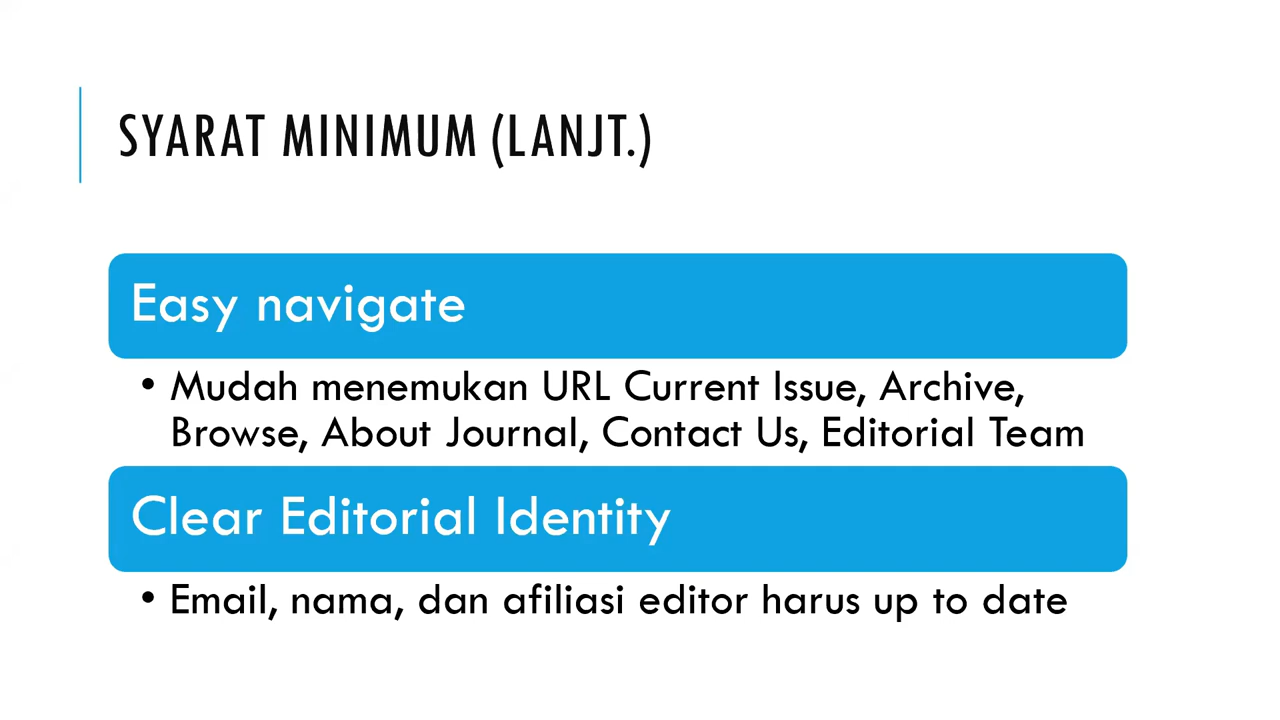 SYARAT MINIMUM (LANJT.)
Easy navigate
• Mudah menemukan URL Current Issue, Archive,
Browse, About Journal, Contact Us, Editorial Team
Clear Editorial Identity
• Email, nama, dan afiliasi editor harus up to date